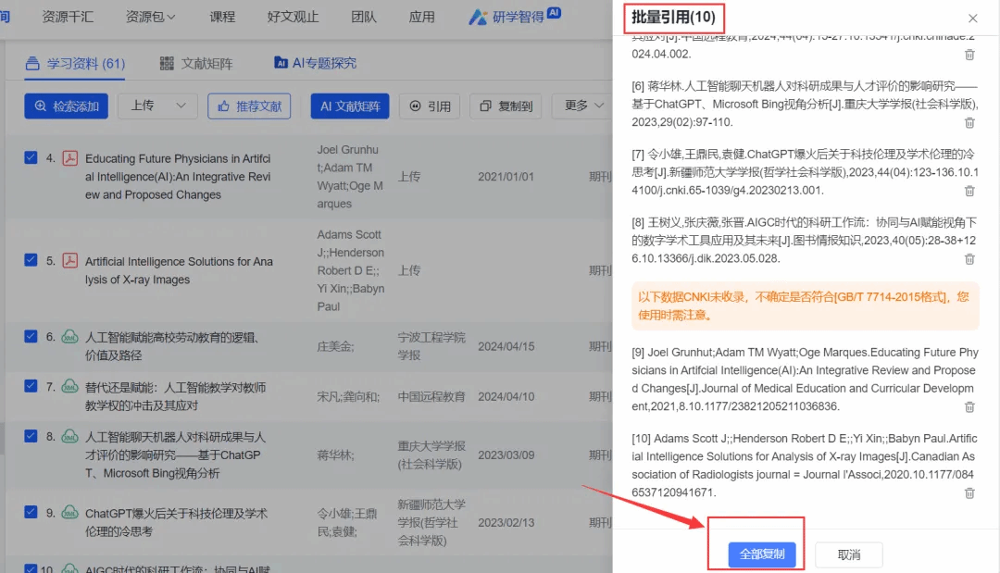 间 资源千汇 资源包 课程 好文观止 团队 应用 研学智得 AI
学习资料 (61) 文献矩阵 AI AI专题探究
检索添加 上传 推荐文献 AI 文献矩阵 引用 复制到 更多
4. Educating Future Physicians in Artifci
al Intelligence(AI):An Integrative Revi
ew and Proposed Changes
Joel Grunhu
t;Adam TM
Wyatt;Oge M
arques
上传
2021/01/01
期刊
5. Artificial Intelligence Solutions for Ana
lysis of X-ray Images
Adams Scott
J;;Henderson
Robert D E;;
Yi Xin;;Babyn
Paul
上传
期刊
6. 人工智能赋能高校劳动教育的逻辑、
价值及路径
庄美金;
宁波工程学院
学报
2024/04/15
期刊
7. 替代还是赋能：人工智能教学对教师
教学权的冲击及其应对
宋凡;龚向和;
中国远程教育
2024/04/10
期刊
8. 人工智能聊天机器人对科研成果与人
才评价的影响研究——基于ChatGP
T、Microsoft Bing视角分析
蒋华林;
重庆大学学报
(社会科学版)
2023/03/09
期刊
9. ChatGPT爆火后关于科技伦理及学术
伦理的冷思考
令小雄;王鼎
民;袁健;
新疆师范大学
学报(哲学社
会科学版)
2023/02/13
期刊
10. AIGC时代的科研工作流：协同与AI赋
批量引用(10)
其应对[J].中国远程教育,2024,44(04):15-27.10.13541/j.cnki.chinade.2
024.04.002.
[6] 蒋华林.人工智能聊天机器人对科研成果与人才评价的影响研究——
基于ChatGPT、Microsoft Bing视角分析[J].重庆大学学报(社会科学版),
2023,29(02):97-110.
[7] 令小雄,王鼎民,袁健.ChatGPT爆火后关于科技伦理及学术伦理的冷
思考[J].新疆师范大学学报(哲学社会科学版),2023,44(04):123-136.10.1
4100/j.cnki.65-1039/g4.20230213.001.
[8] 王树义,张庆薇,张晋.AIGC时代的科研工作流：协同与AI赋能视角下
的数字学术工具应用及其未来[J].图书情报知识,2023,40(05):28-38+12
6.10.13366/j.dik.2023.05.028.
以下数据CNKI未收录，不确定是否符合[GB/T 7714-2015格式]，您
使用时需注意。
[9] Joel Grunhut;Adam TM Wyatt;Oge Marques.Educating Future Phy
sicians in Artifcial Intelligence(AI):An Integrative Review and Propose
d Changes[J].Journal of Medical Education and Curricular Developm
ent,2021,8.10.1177/23821205211036836.
[10] Adams Scott J;;Henderson Robert D E;;Yi Xin;;Babyn Paul.Artific
ial Intelligence Solutions for Analysis of X-ray Images[J].Canadian As
sociation of Radiologists journal = Journal l'Associ,2020.10.1177/084
6537120941671.
全部复制 取消